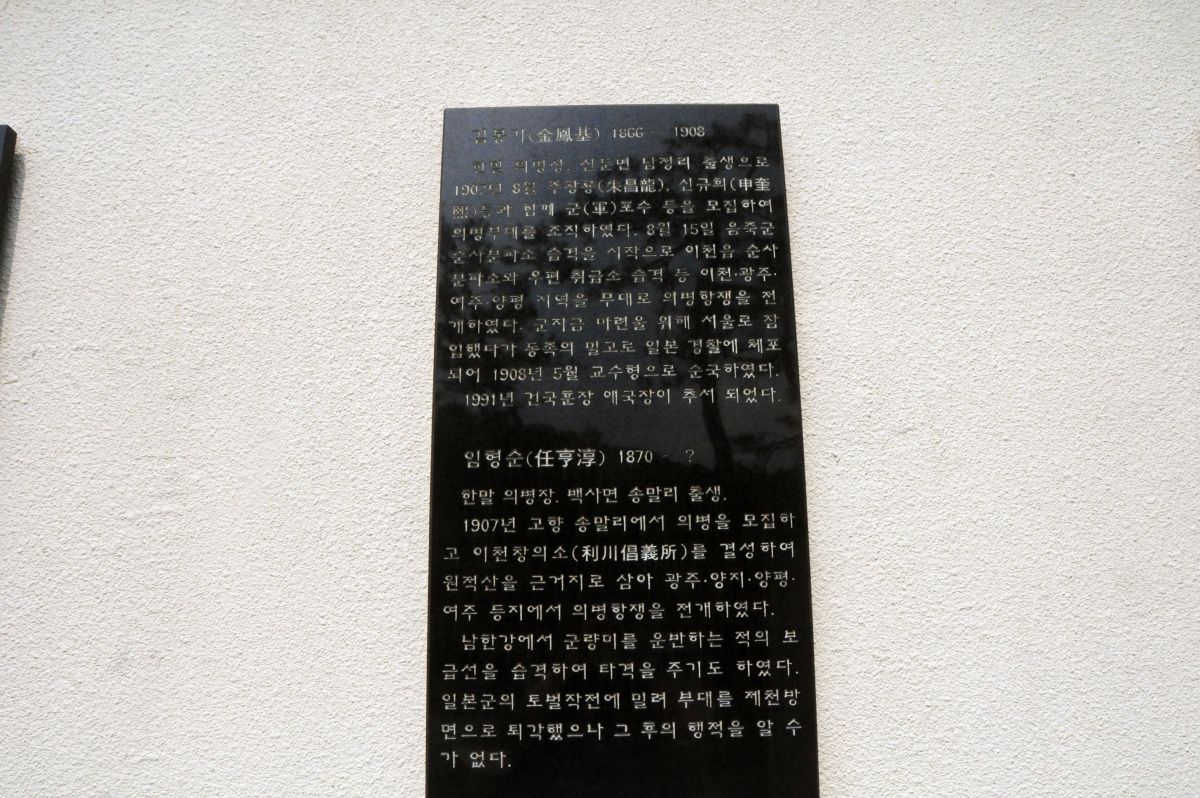 김봉기(金鳳基) 1866 - 1908
한말 의병장. 신둔면 남정리 출생으로
1907년 8월 주창룡(朱昌龍), 신규희(申奎
熙)등과 함께 군(軍)포수 등을 모집하여
의병부대를 조직하였다. 8월 15일 음죽군
순사분파소 습격을 시작으로 이천읍 순사
분파소와 우편 취급소 습격 등 이천·광주·
여주·양평 지역을 무대로 의병항쟁을 전
개하였다. 군자금 마련을 위해 서울로 잠
입했다가 동족의 밀고로 일본 경찰에 체포
되어 1908년 5월 교수형으로 순국하였다.
1991년 건국훈장 애국장이 추서 되었다.
임형순(任亨淳) 1870 - ?
한말 의병장. 백사면 송말리 출생.
1907년 고향 송말리에서 의병을 모집하
고 이천창의소(利川倡義所)를 결성하여
원적산을 근거지로 삼아 광주·양지·양평·
여주 등지에서 의병항쟁을 전개하였다.
남한강에서 군량미를 운반하는 적의 보
급선을 습격하여 타격을 주기도 하였다.
일본군의 토벌작전에 밀려 부대를 제천방
면으로 퇴각했으나 그 후의 행적을 알 수
가 없다.